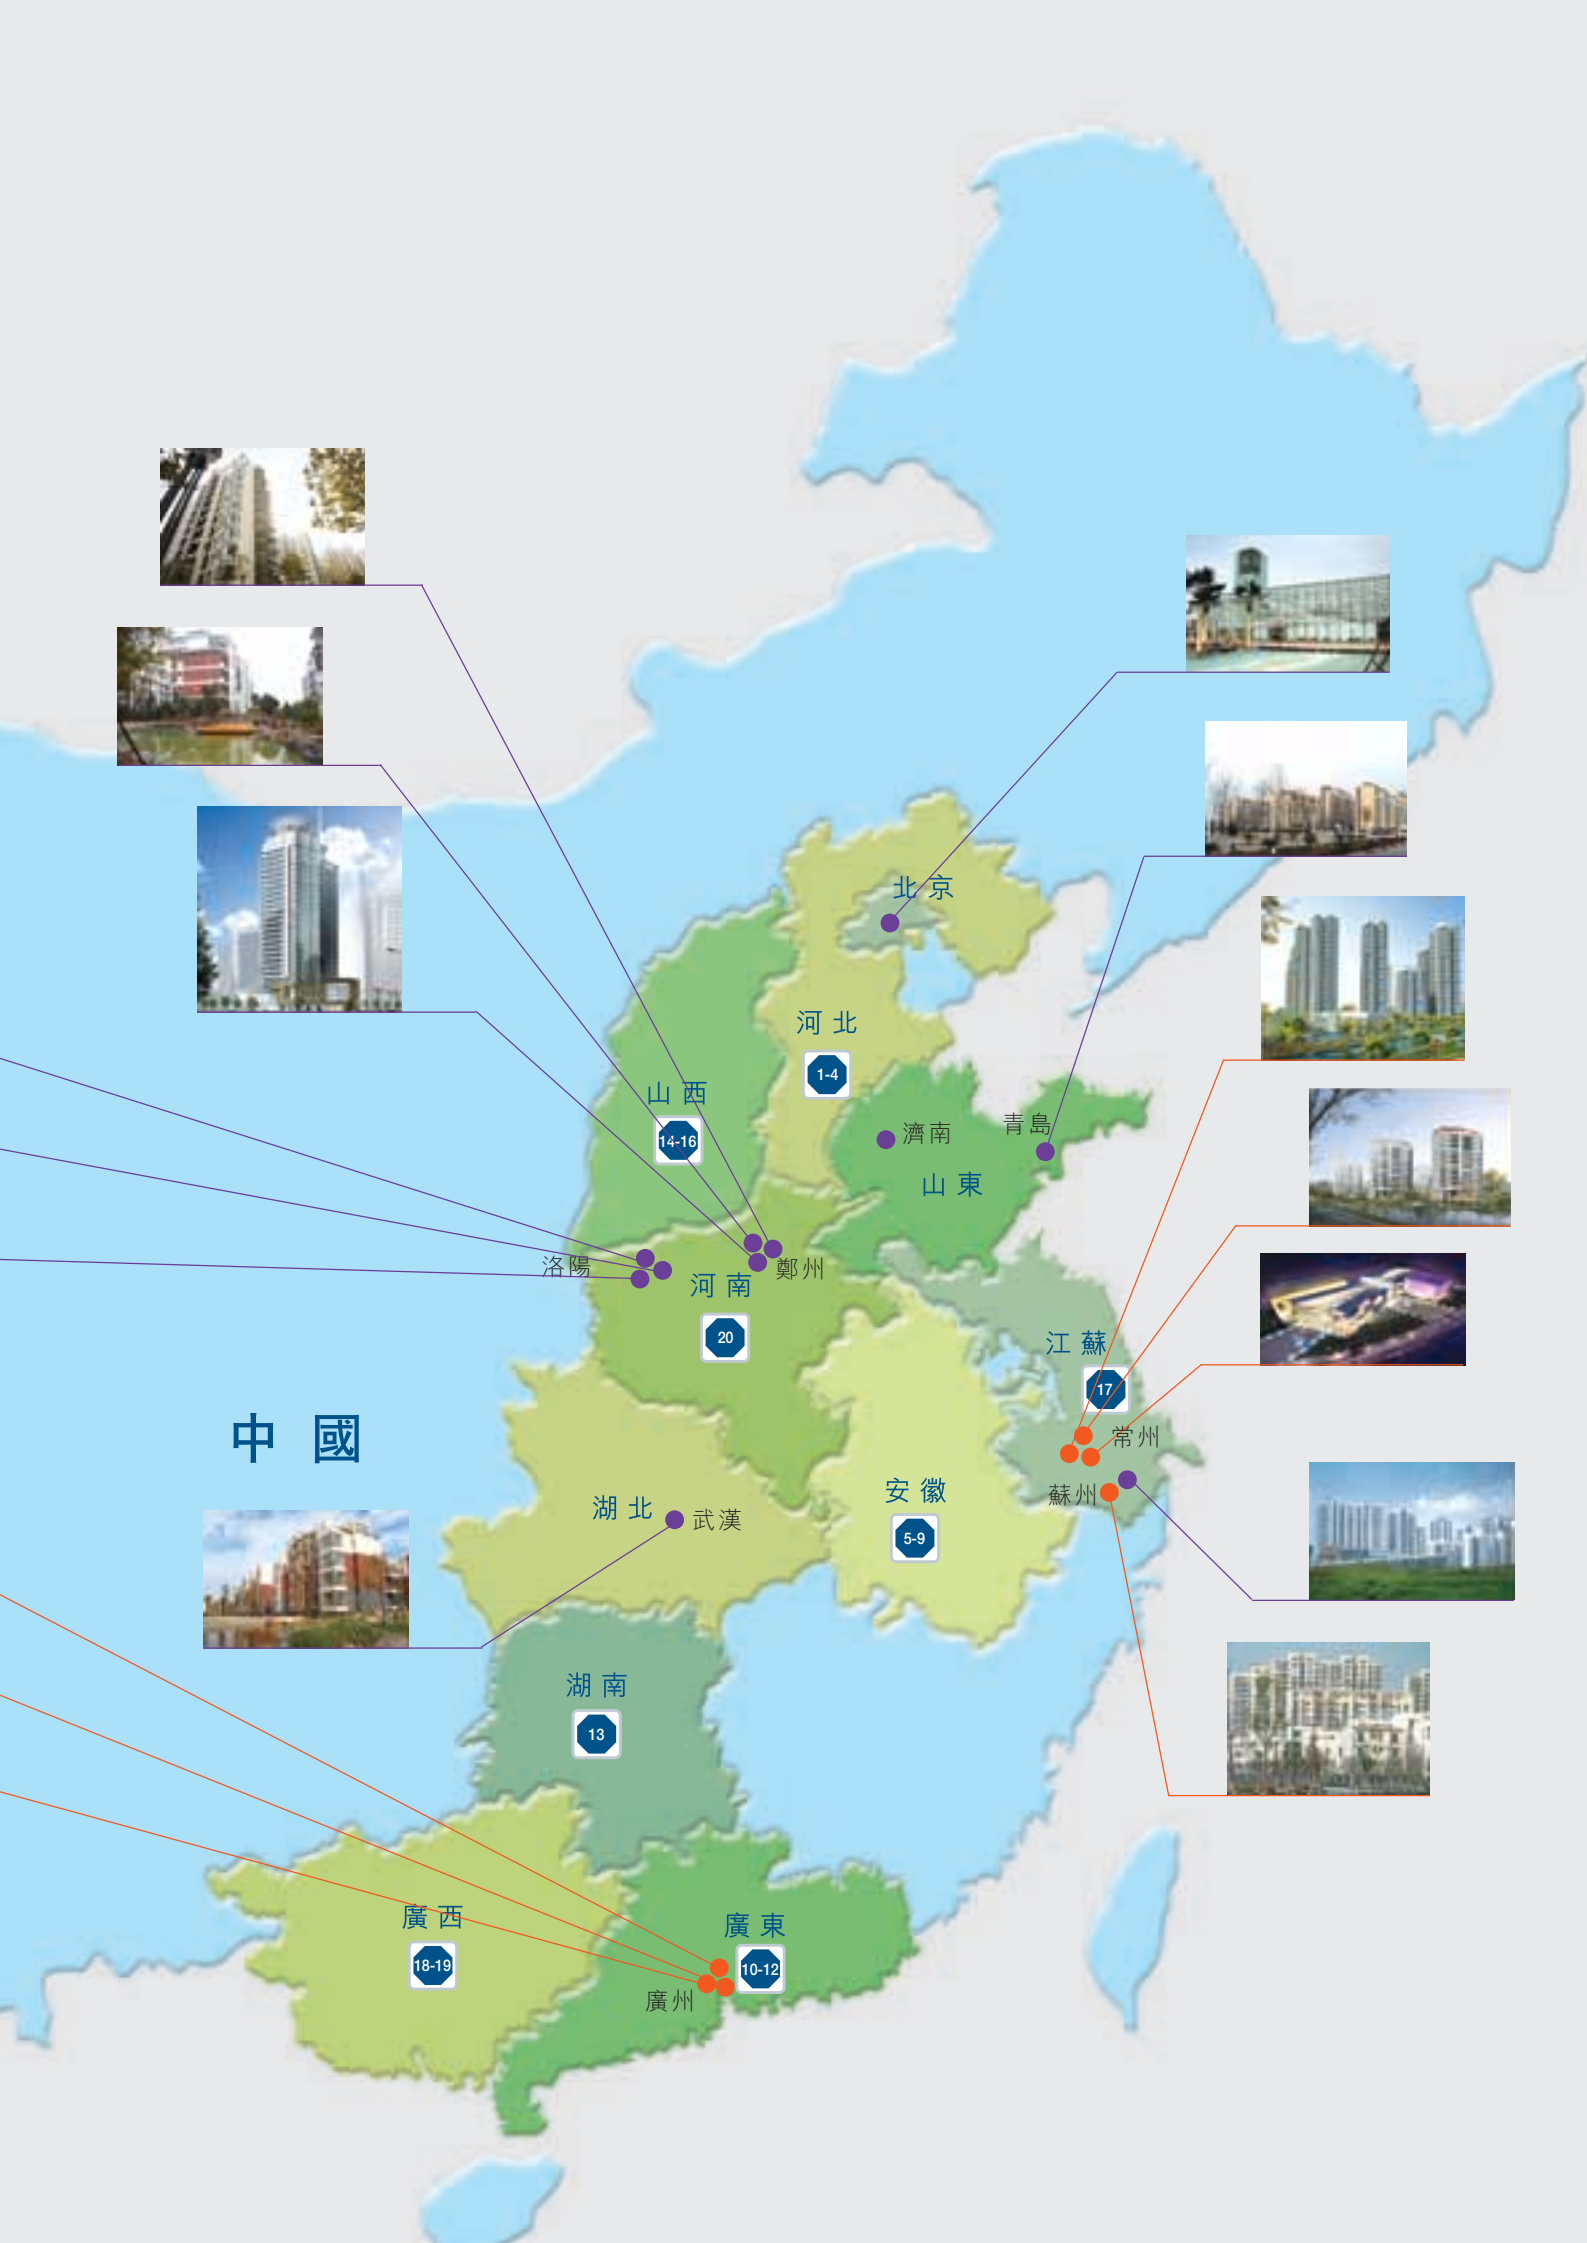 北京
河北
1-4
山西
14-16
濟南
青島
山東
洛陽
鄭州
河南
20
江蘇
17
中國
常州
安徽
5-9
蘇州
湖北
武漢
湖南
13
廣西
18-19
廣東
10-12
廣州